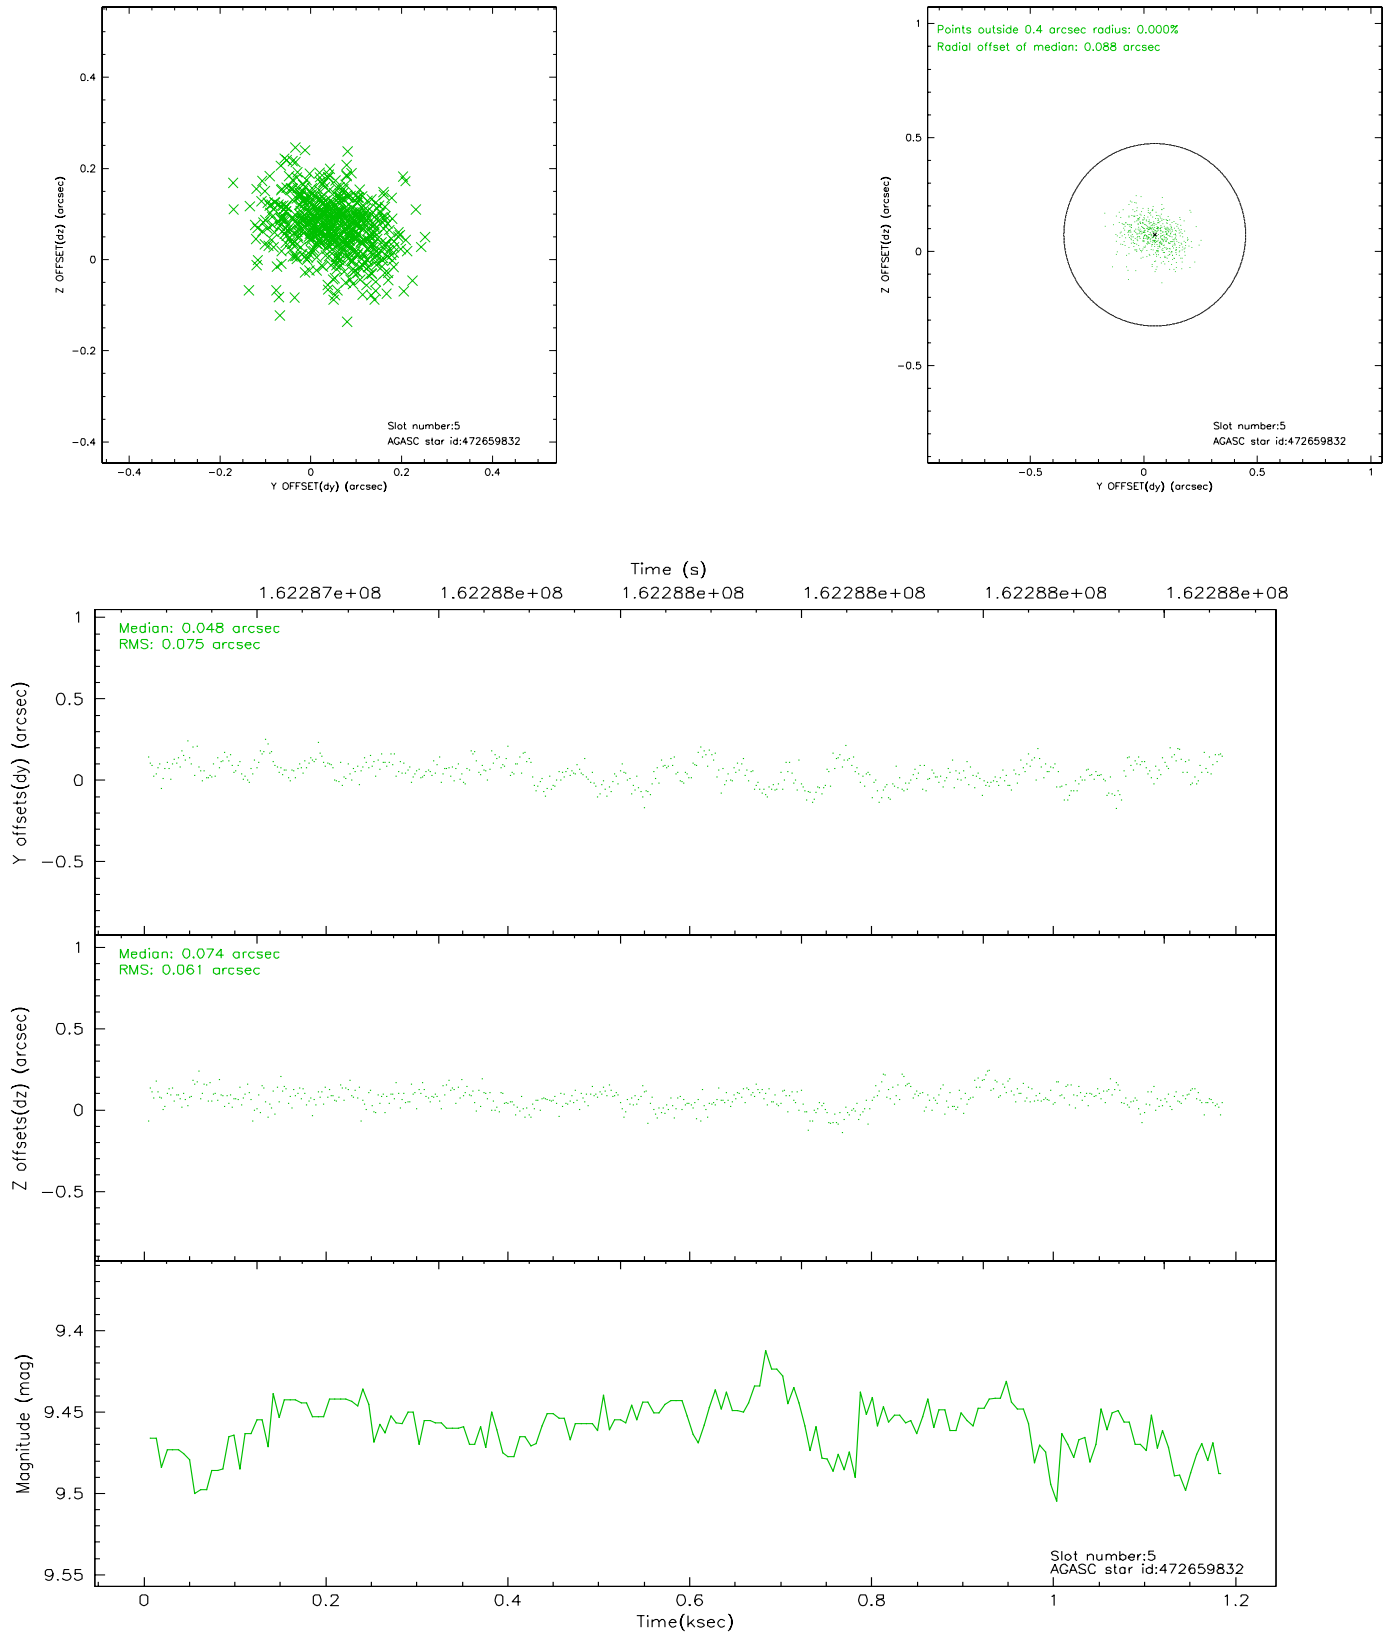 0.4
0.2
0
−0.2
−0.4
Z OFFSET(dz) (arcsec)
Slot number:5
AGASC star id:472659832
−0.4 −0.2 0 0.2 0.4
Y OFFSET(dy) (arcsec)
Points outside 0.4 arcsec radius: 0.000%
Radial offset of median: 0.088 arcsec
1
0.5
0
−0.5
Z OFFSET(dz) (arcsec)
Slot number:5
AGASC star id:472659832
−0.5 0 0.5 1
Y OFFSET(dy) (arcsec)
Time (s)
1.62287e+08 1.62288e+08 1.62288e+08 1.62288e+08 1.62288e+08 1.62288e+08
Median: 0.048 arcsec
RMS: 0.075 arcsec
1
0.5
0
−0.5
Y offsets(dy) (arcsec)
Median: 0.074 arcsec
RMS: 0.061 arcsec
1
0.5
0
−0.5
Z offsets(dz) (arcsec)
9.4
9.45
9.5
9.55
Magnitude (mag)
Slot number:5
AGASC star id:472659832
0 0.2 0.4 0.6 0.8 1 1.2
Time(ksec)